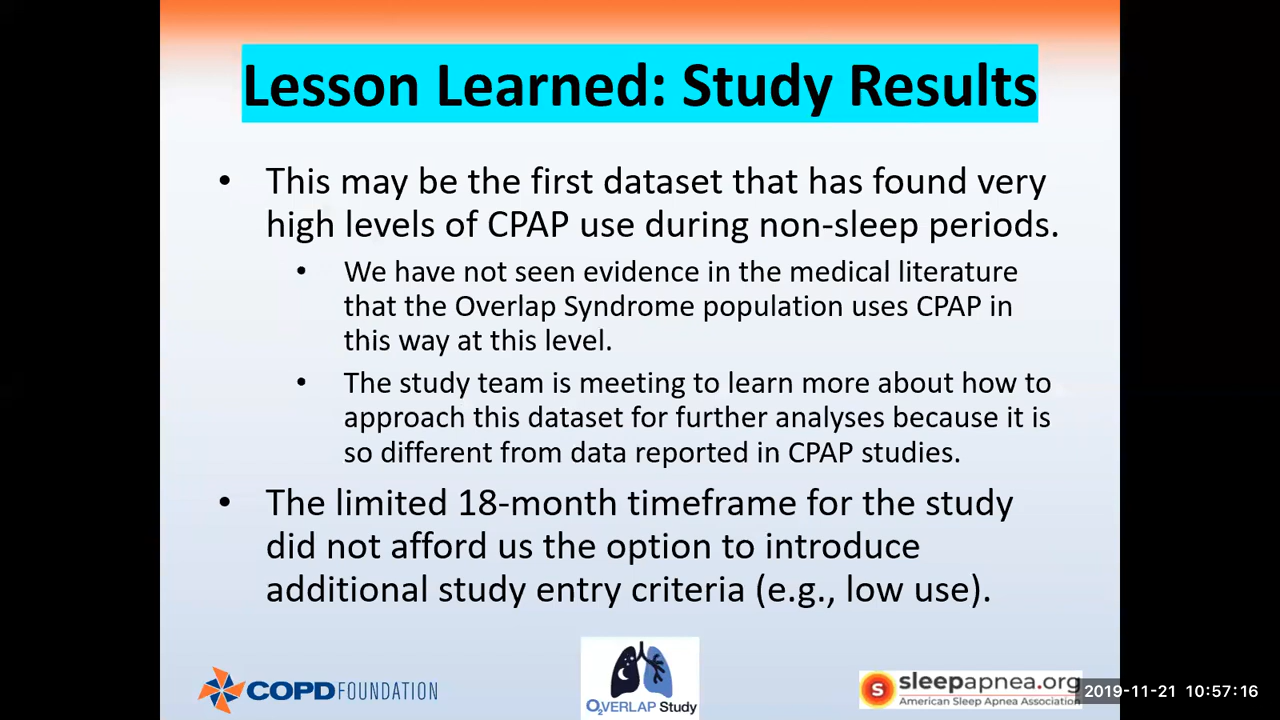 Lesson Learned: Study Results
• This may be the first dataset that has found very
high levels of CPAP use during non-sleep periods.
• We have not seen evidence in the medical literature
that the Overlap Syndrome population uses CPAP in
this way at this level.
• The study team is meeting to learn more about how to
approach this dataset for further analyses because it is
so different from data reported in CPAP studies.
• The limited 18-month timeframe for the study
did not afford us the option to introduce
additional study entry criteria (e.g., low use).
COPDFOUNDATION
O₂VERLAP Study
S
sleepapnea.org
American Sleep Apnea Association
2019-11-21 10:57:16